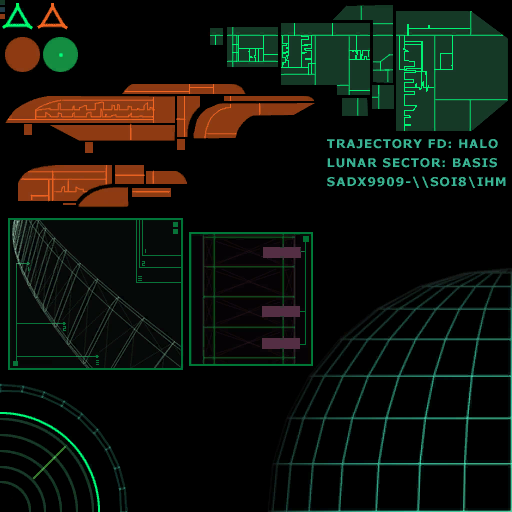 TRAJECTORY FD: HALO
LUNAR SECTOR: BASIS
SADX9909-\\SOI8\IHM